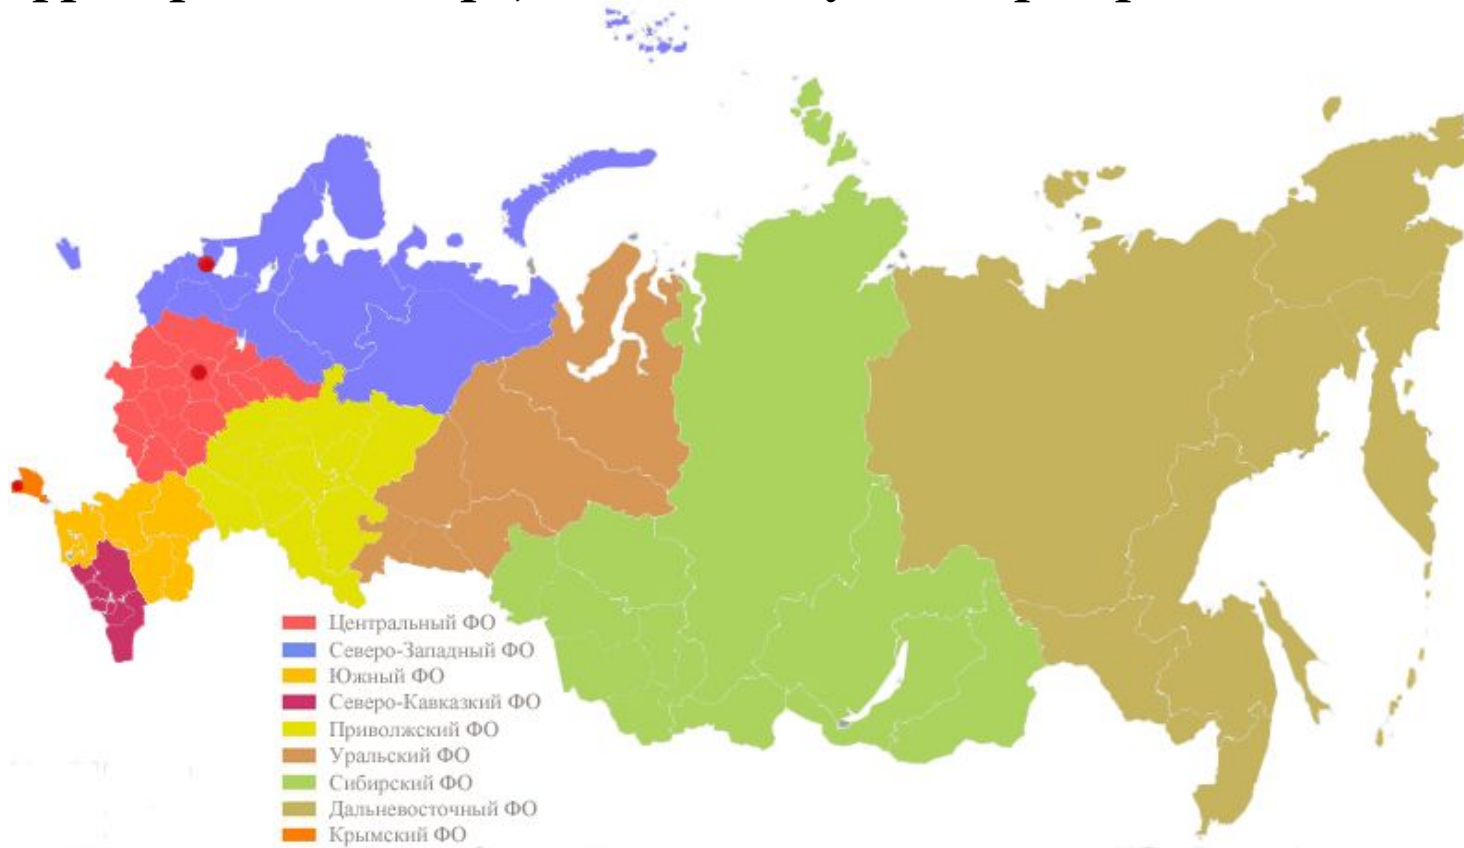 Центральный ФО
Северо-Западный ФО
Южный ФО
Северо-Кавказкий ФО
Приволжский ФО
Уральский ФО
Сибирский ФО
Дальневосточный ФО
Крымский ФО